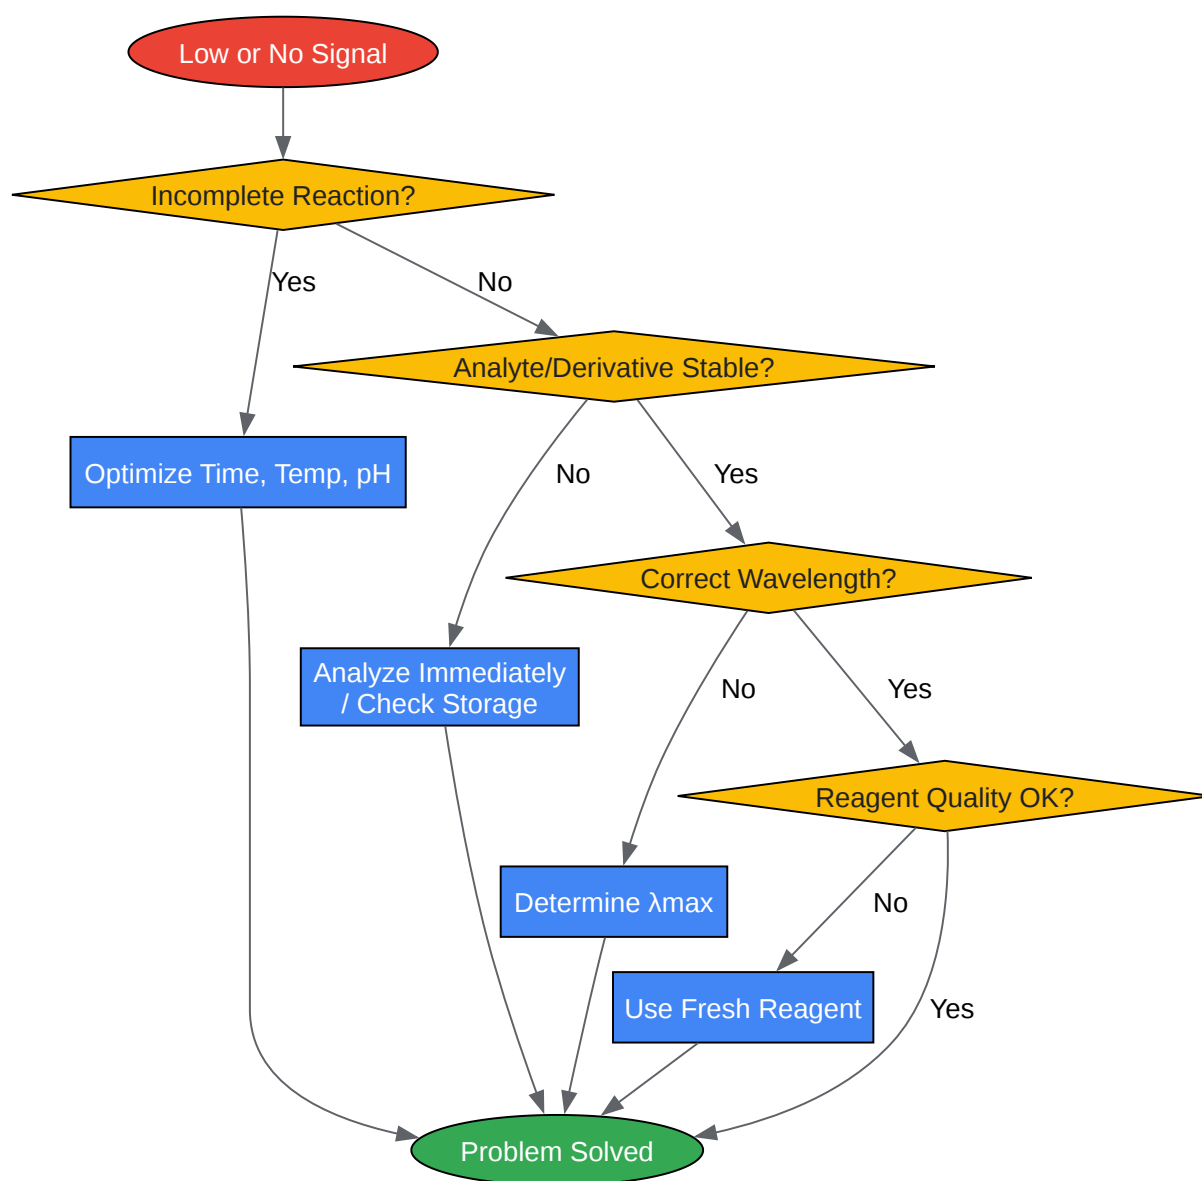 Low or No Signal
Incomplete Reaction?
Yes
No
Analyte/Derivative Stable?
Optimize Time, Temp, pH
No
Yes
Correct Wavelength?
Analyze Immediately
/ Check Storage
No
Yes
Reagent Quality OK?
Determine λmax
No
Use Fresh Reagent
Yes
Problem Solved